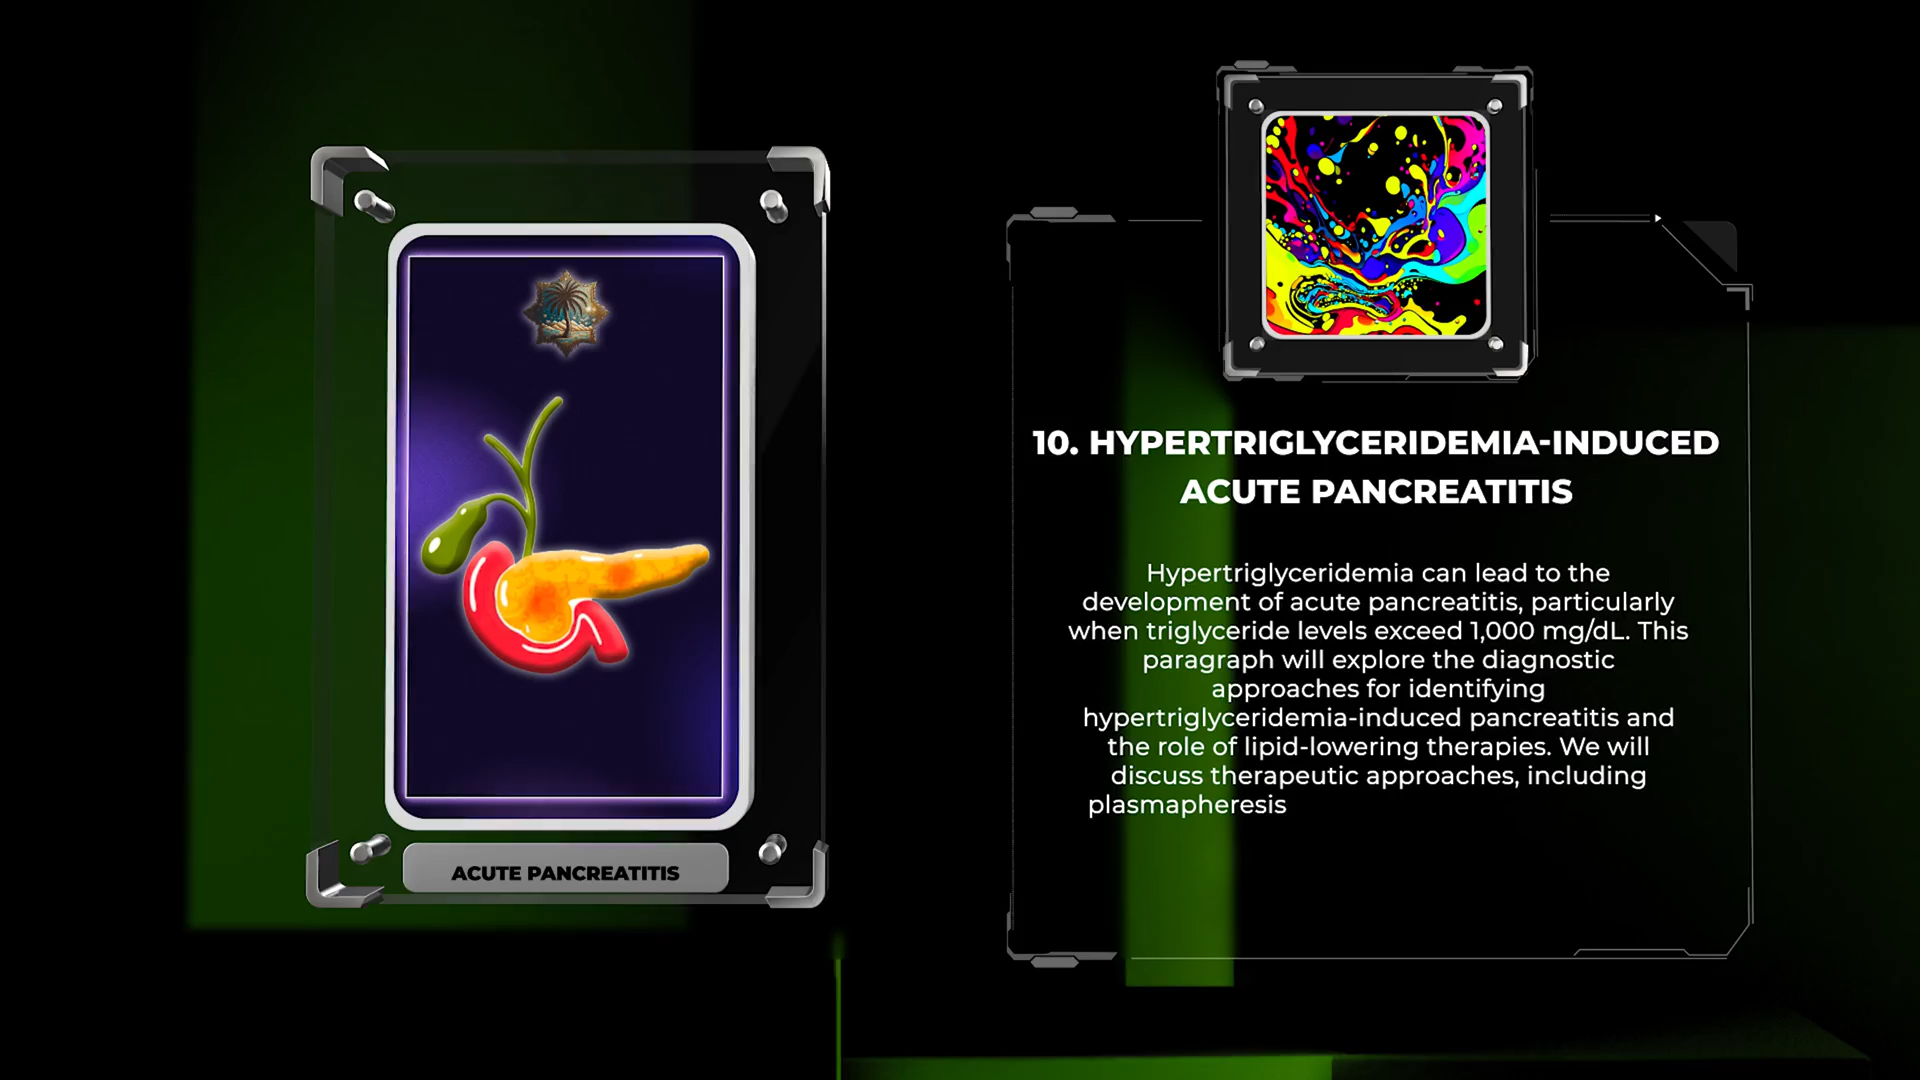 ACUTE PANCREATITIS
10. HYPERTRIGLYCERIDEMIA-INDUCED
ACUTE PANCREATITIS
Hypertriglyceridemia can lead to the
development of acute pancreatitis, particularly
when triglyceride levels exceed 1,000 mg/dL. This
paragraph will explore the diagnostic
approaches for identifying
hypertriglyceridemia-induced pancreatitis and
the role of lipid-lowering therapies. We will
discuss therapeutic approaches, including
plasmapheresis